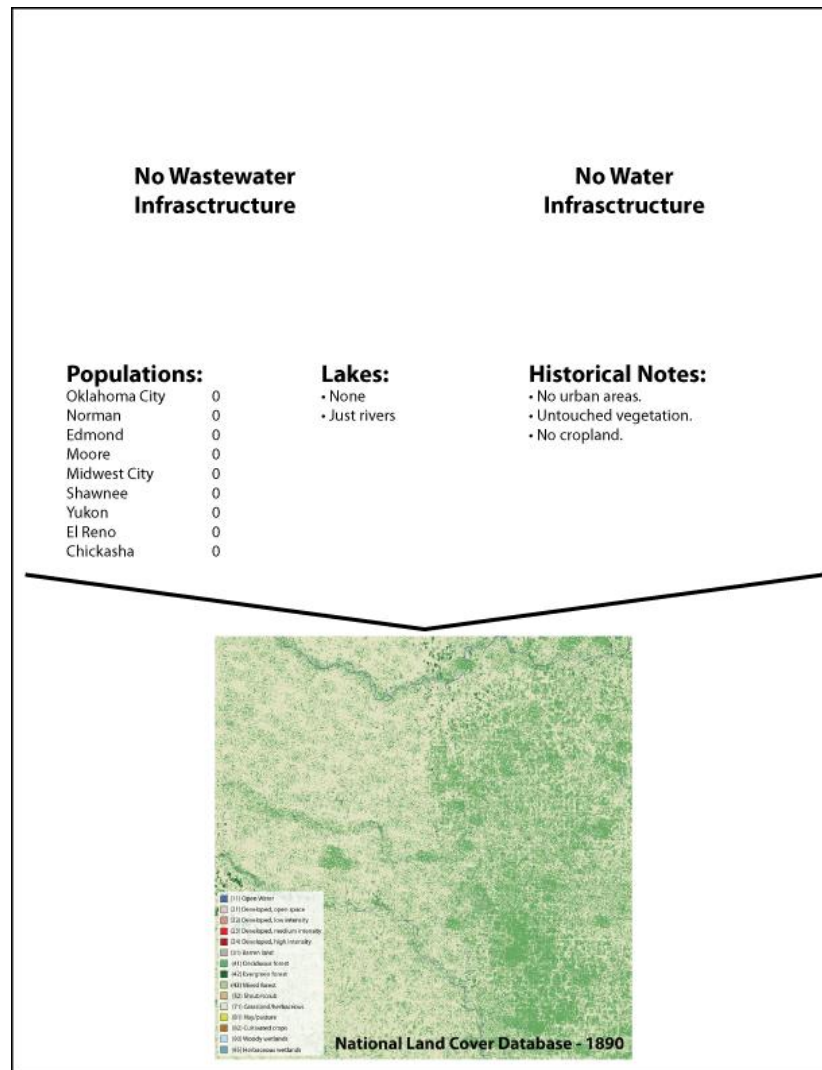 No Wastewater
Infrasctructure
No Water
Infrasctructure
Populations:
Oklahoma City 0
Norman 0
Edmond 0
Moore 0
Midwest City 0
Shawnee 0
Yukon 0
El Reno 0
Chickasha 0
Lakes:
• None
• Just rivers
Historical Notes:
• No urban areas.
• Untouched vegetation.
• No cropland.
(11) Open Water
(21) Developed, open space
(22) Developed, low intensity
(23) Developed, medium intensity
(24) Developed, high intensity
(31) Barren land
(41) Deciduous forest
(42) Evergreen forest
(43) Mixed forest
(52) Shrub/scrub
(71) Grassland/herbaceous
(81) Hay/pasture
(82) Cultivated crops
(90) Woody wetlands
(95) Herbaceous wetlands
National Land Cover Database - 1890